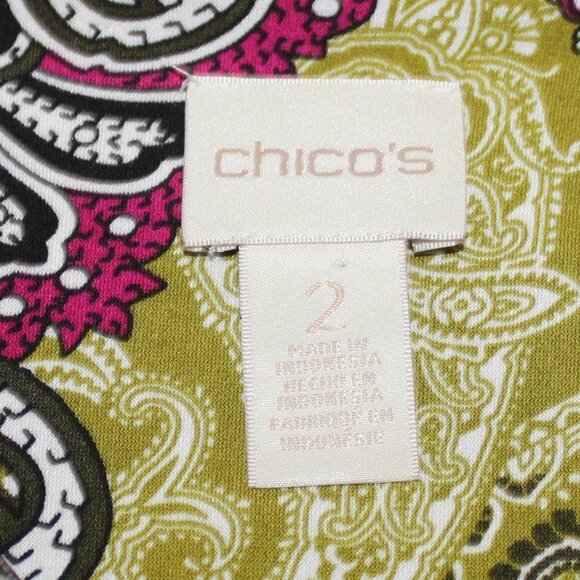 chico's
2
MADE IN
INDONESIA
HECHO EN
INDONESIA
FABRIQUÉ EN
INDONÉSIE